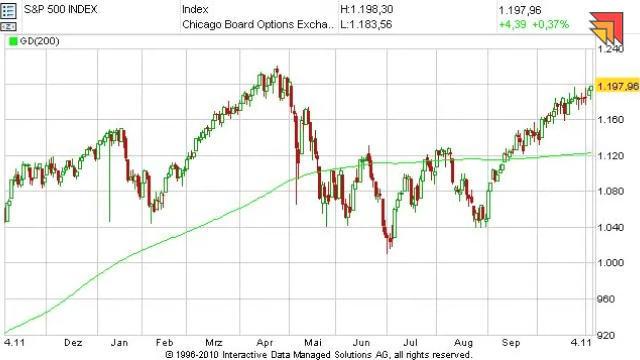 S&P 500 INDEX Index H:1.198,30 1.197,96
Chicago Board Options Excha... L:1.183,56 +4,39 +0,37%
GD(200)
1.240
1.197,96
1.160
1.120
1.080
1.040
1.000
960
920
4.11 Dez Jan Feb Mrz Apr Mai Jun Jul Aug Sep 4.11
© 1996-2010 Interactive Data Managed Solutions AG, all rights reserved.